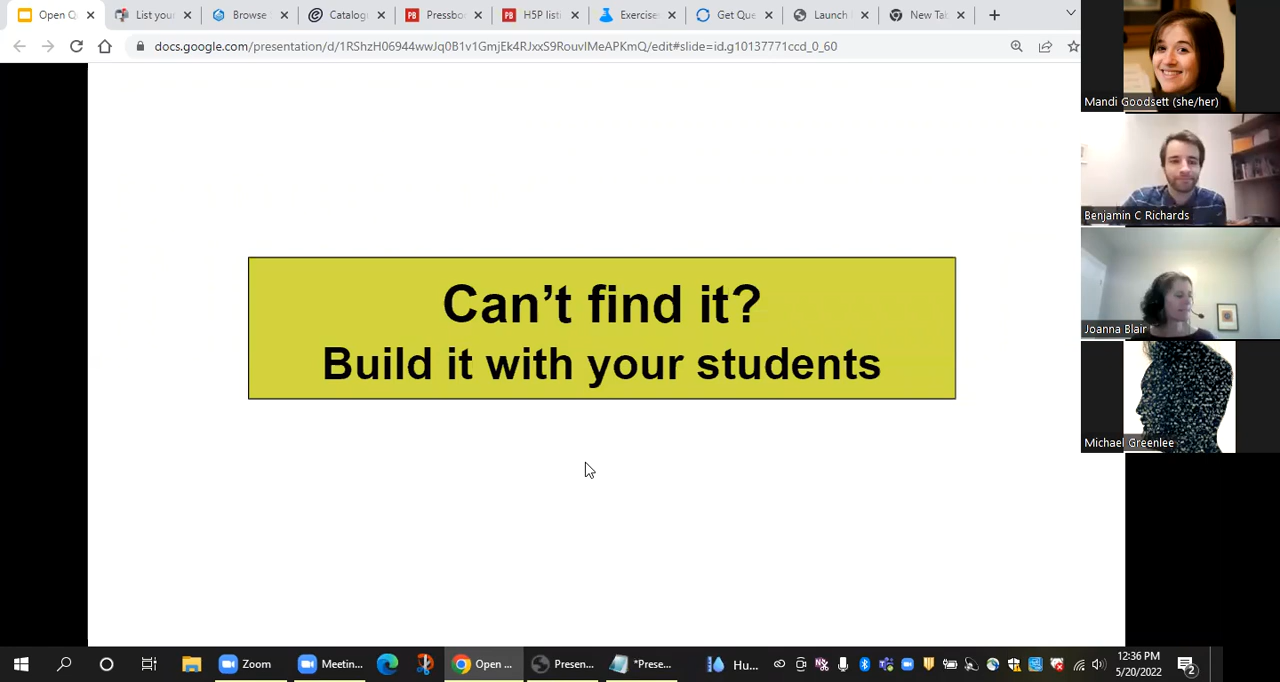 Open Q
List your
Browse
Catalog
Pressbo
H5P list
Exercise
Get Que
Launch
New Tab
docs.google.com/presentation/d/1RShzH06944wwJq0B1v1GmjEk4RJxxS9RouvIMeAPKmQ/edit#slide=id.g10137771ccd_0_60
Mandi Goodsett (she/her)
Benjamin C Richards
Joanna Blair
Michael Greenlee
Can't find it?
Build it with your students
Zoom
Meetin...
Open ...
Presen...
*Prese...
Hu...
12:36 PM
5/20/2022
2